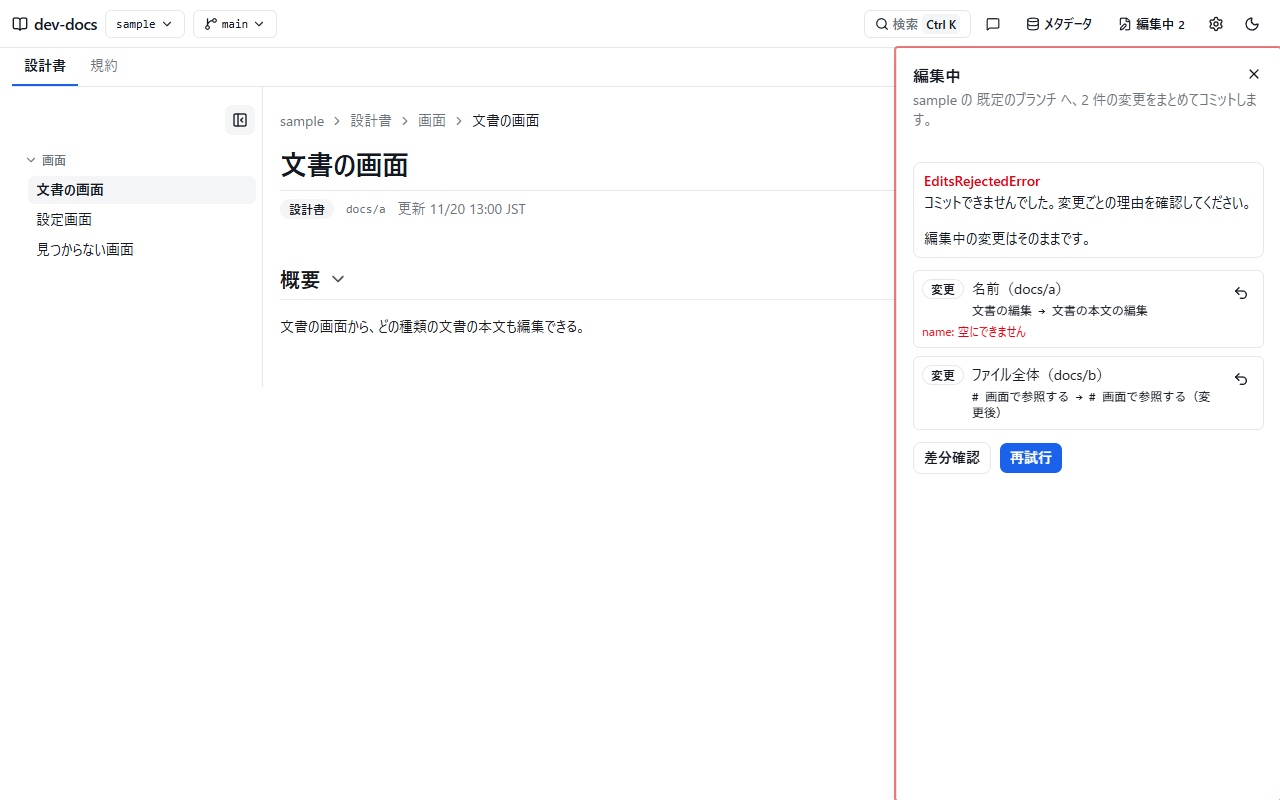 dev-docs
sample
main
検索 Ctrl K
メタデータ
編集中 2
設計書
規約
画面
文書の画面
設定画面
見つからない画面
sample > 設計書 > 画面 > 文書の画面
文書の画面
設計書 docs/a 更新 11/20 13:00 JST
概要
文書の画面から、どの種類の文書の本文も編集できる。
編集中
sample の 既定のブランチ へ、2 件の変更をまとめてコミットしま
す。
EditsRejectedError
コミットできませんでした。変更ごとの理由を確認してください。
編集中の変更はそのままです。
変更 名前（docs/a）
文書の編集 → 文書の本文の編集
name: 空にできません
変更 ファイル全体（docs/b）
# 画面で参照する → # 画面で参照する（変
更後）
差分確認
再試行